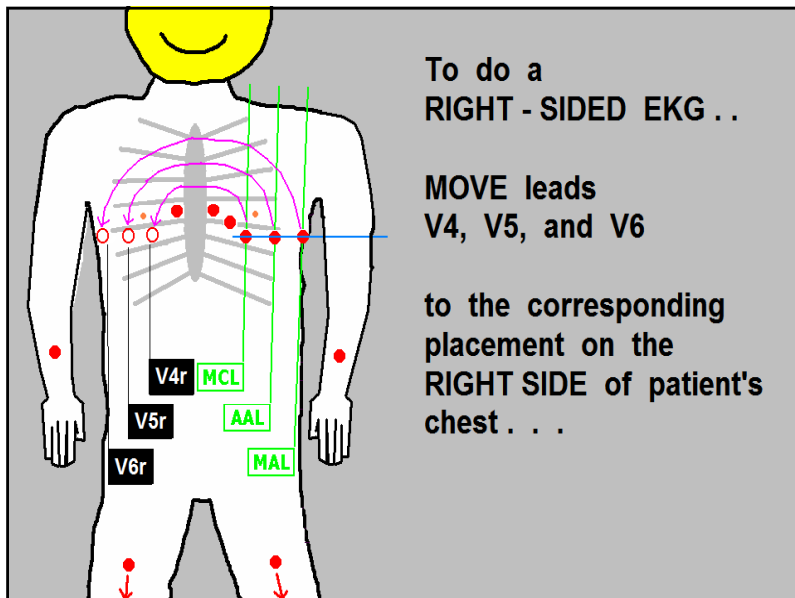 To do a
RIGHT - SIDED EKG . .
MOVE leads
V4, V5, and V6
to the corresponding
placement on the
RIGHT SIDE of patient's
chest . . .
V4r
MCL
V5r
AAL
V6r
MAL